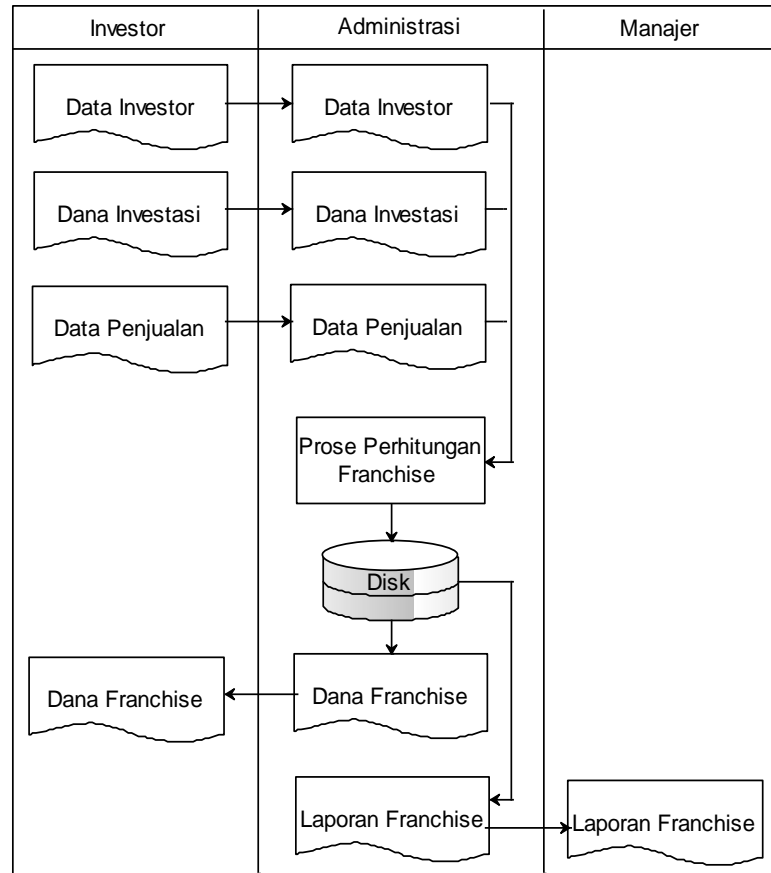 Investor
Administrasi
Manajer
Data Investor
Data Investor
Dana Investasi
Dana Investasi
Data Penjualan
Data Penjualan
Prose Perhitungan
Franchise
Disk
Dana Franchise
Dana Franchise
Laporan Franchise
Laporan Franchise